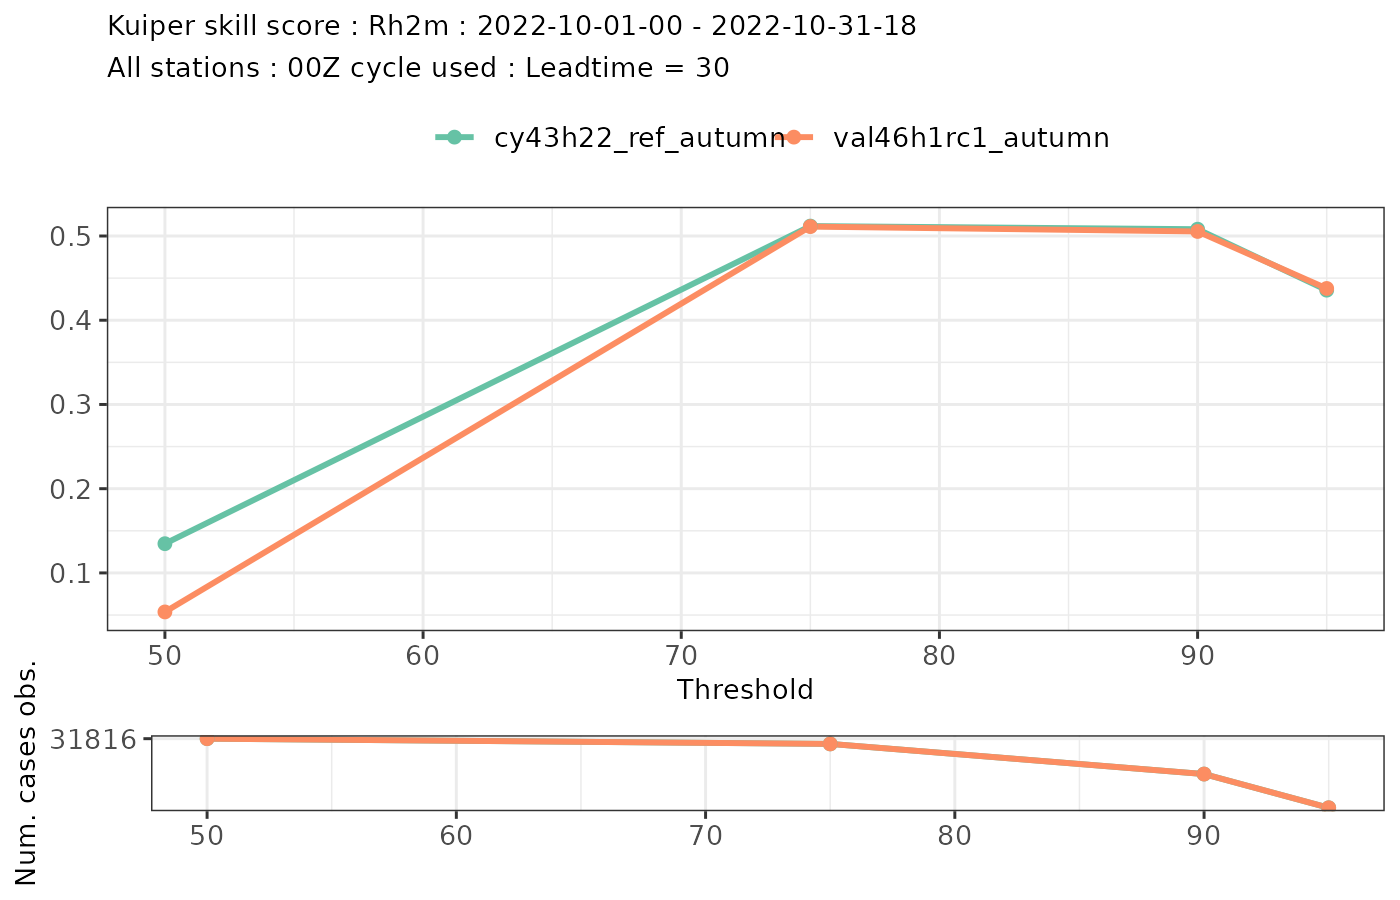 Kuiper skill score : Rh2m : 2022-10-01-00 - 2022-10-31-18
All stations : 00Z cycle used : Leadtime = 30
cy43h22_ref_autumn val46h1rc1_autumn
0.5
0.4
0.3
0.2
0.1
50 60 70 80 90
Threshold
Num. cases obs.
31816
50 60 70 80 90